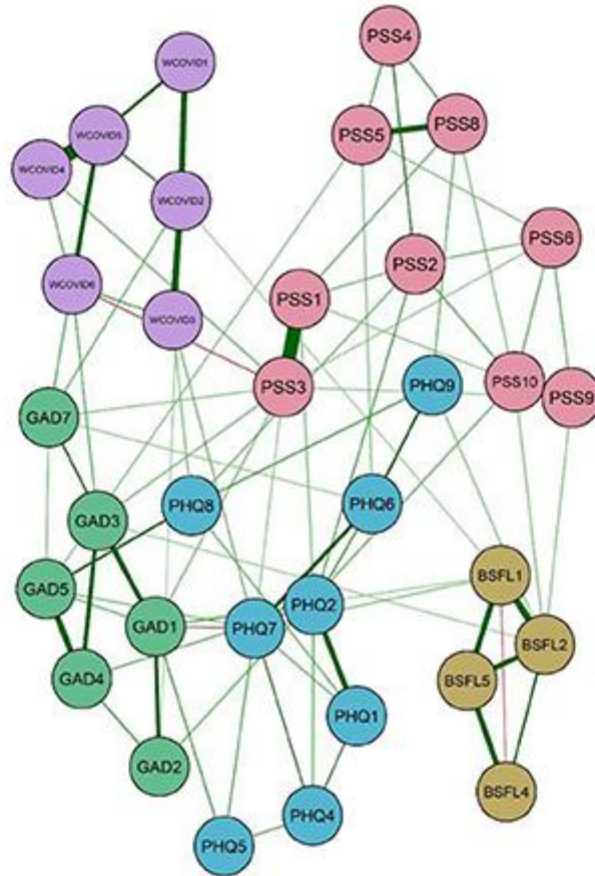 PSS4
WCOVID1
PSS8
PSS5
WCOVID5
WCOVID4
WCOVID2
PSS6
PSS2
WCOVID6
PSS1
WCOVID3
PSS10
PSS3
PHQ9
PSS9
GAD7
PHQ8
PHQ6
GAD3
BSFL1
GAD5
PHQ2
GAD1
PHQ7
BSFL2
GAD4
BSFL5
PHQ1
GAD2
BSFL4
PHQ4
PHQ5